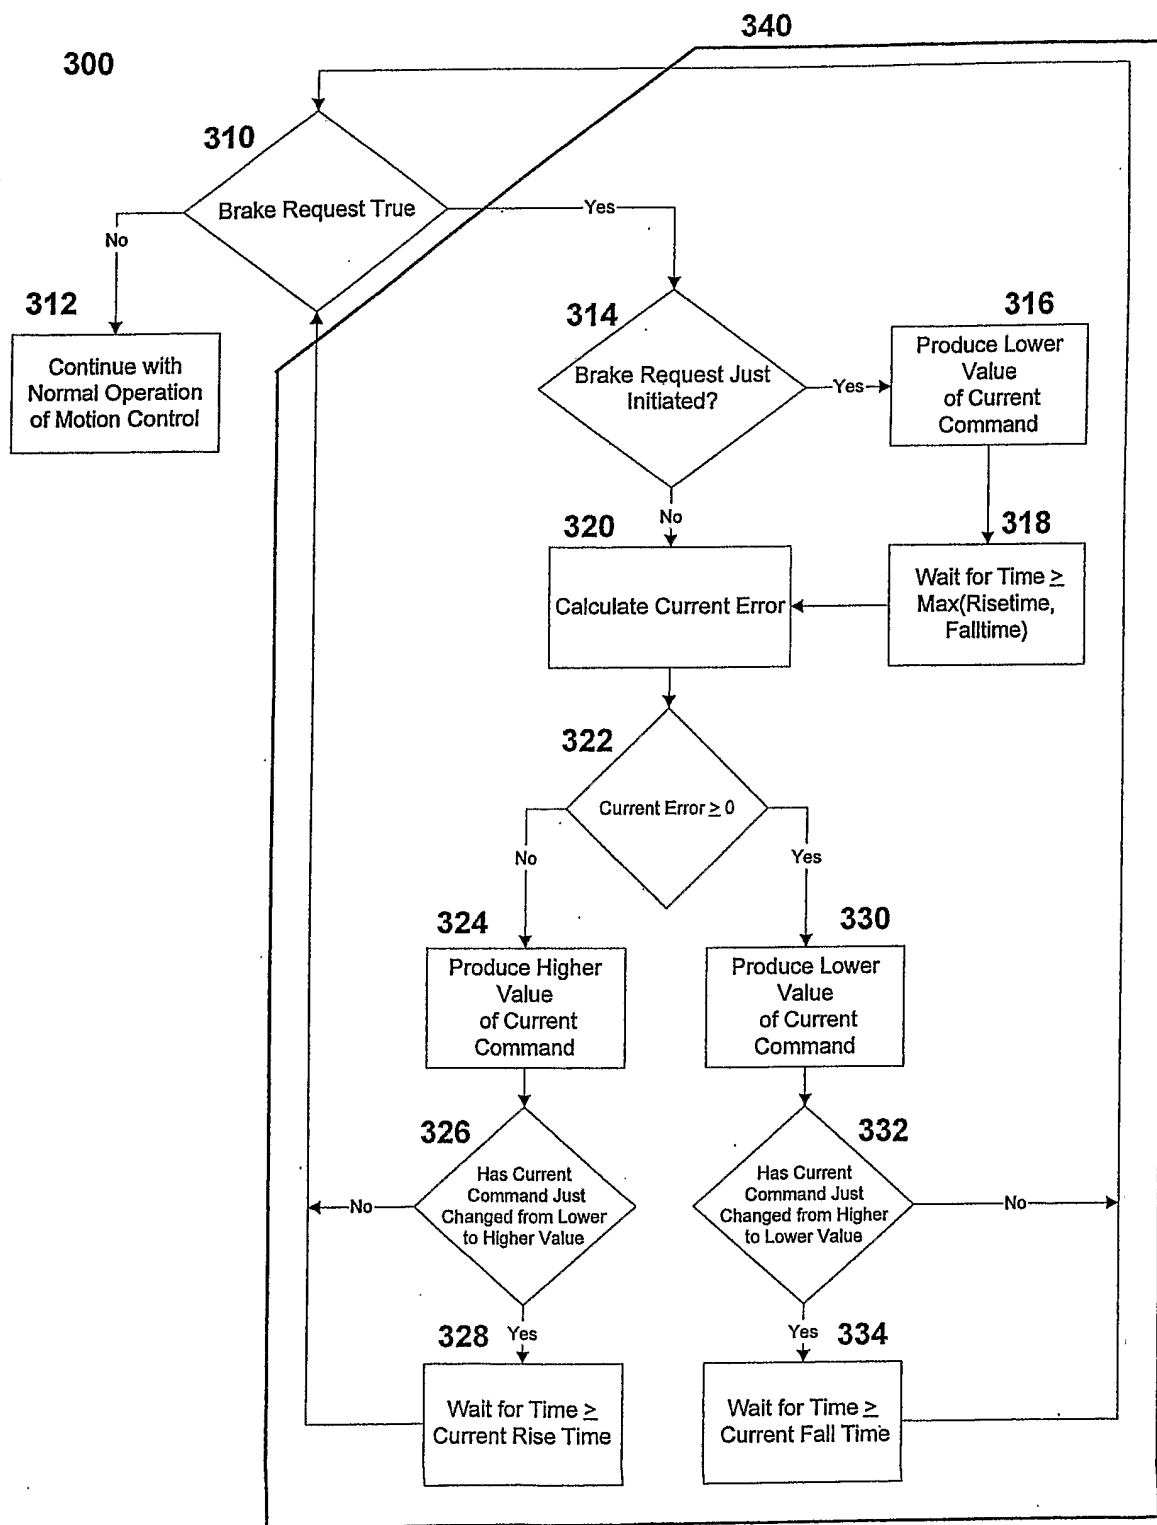 340
300
310
Brake Request True
Yes
No
312
Continue with
Normal Operation
of Motion Control
314
Brake Request Just
Initiated?
Yes
316
Produce Lower
Value
of Current
Command
No
320
318
Calculate Current Error
Wait for Time ≥
Max(Risetime,
Falltime)
322
Current Error ≥ 0
No
Yes
324
330
Produce Higher
Value
of Current
Command
Produce Lower
Value
of Current
Command
326
332
Has Current
Command Just
Changed from Lower
to Higher Value
No
Has Current
Command Just
Changed from Higher
to Lower Value
No
328
Yes
Yes
334
Wait for Time ≥
Current Rise Time
Wait for Time ≥
Current Fall Time